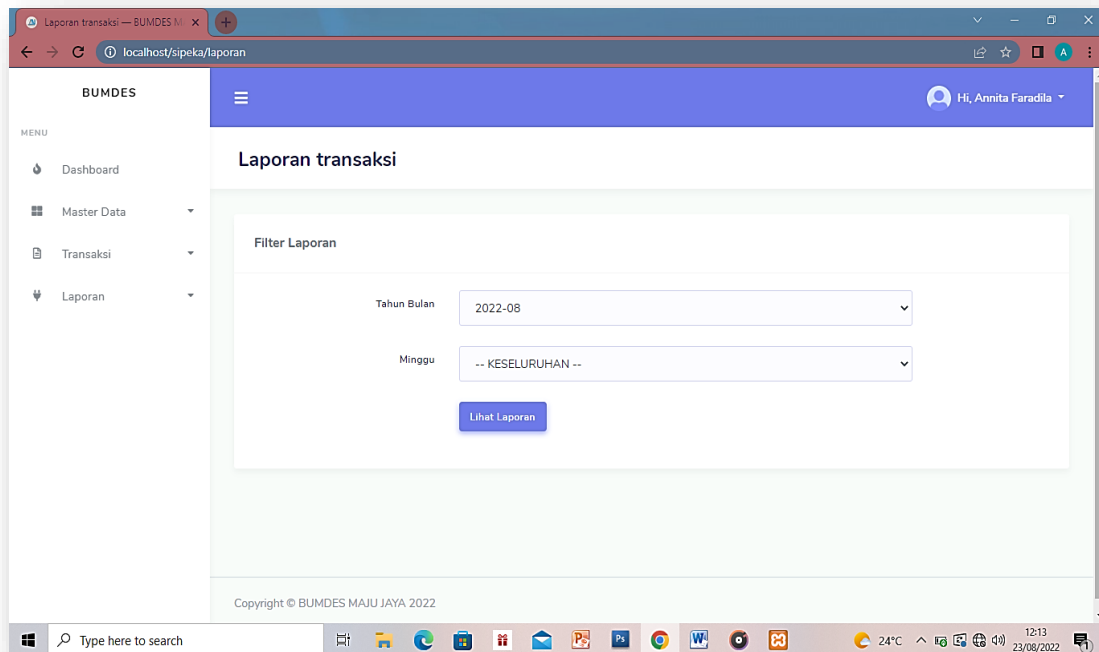 Laporan transaksi — BUMDES M
localhost/sipeka/laporan
A
BUMDES
Hi, Annita Faradila
MENU
Dashboard
Master Data
Transaksi
Laporan
Laporan transaksi
Filter Laporan
Tahun Bulan
2022-08
Minggu
-- KESELURUHAN --
Lihat Laporan
Copyright © BUMDES MAJU JAYA 2022
Type here to search
Ps
W
24°C
12:13
23/08/2022
1